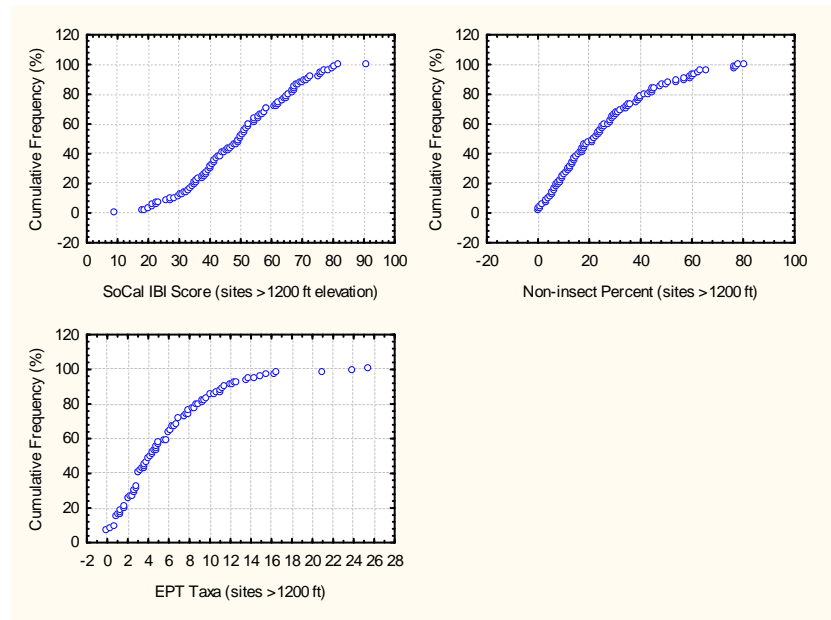 120
100
80
60
40
20
0
-20
Cumulative Frequency (%)
0 10 20 30 40 50 60 70 80 90 100
SoCal IBI Score (sites >1200 ft elevation)
120
100
80
60
40
20
0
-20
Cumulative Frequency (%)
-20 0 20 40 60 80 100
Non-insect Percent (sites >1200 ft)
120
100
80
60
40
20
0
Cumulative Frequency (%)
-2 0 2 4 6 8 10 12 14 16 18 20 22 24 26 28
EPT Taxa (sites >1200 ft)